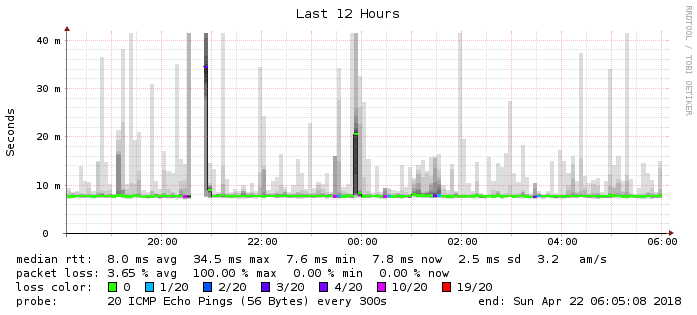 Last 12 Hours
RRDTOOL / TOBI OETIKER
Seconds
40 m
30 m
20 m
10 m
0
20:00 22:00 00:00 02:00 04:00 06:00
median rtt: 8.0 ms avg 34.5 ms max 7.6 ms min 7.8 ms now 2.5 ms sd 3.2 am/s
packet loss: 3.65 % avg 100.00 % max 0.00 % min 0.00 % now
loss color: 0 1/20 2/20 3/20 4/20 10/20 19/20
probe: 20 ICMP Echo Pings (56 Bytes) every 300s end: Sun Apr 22 06:05:08 2018